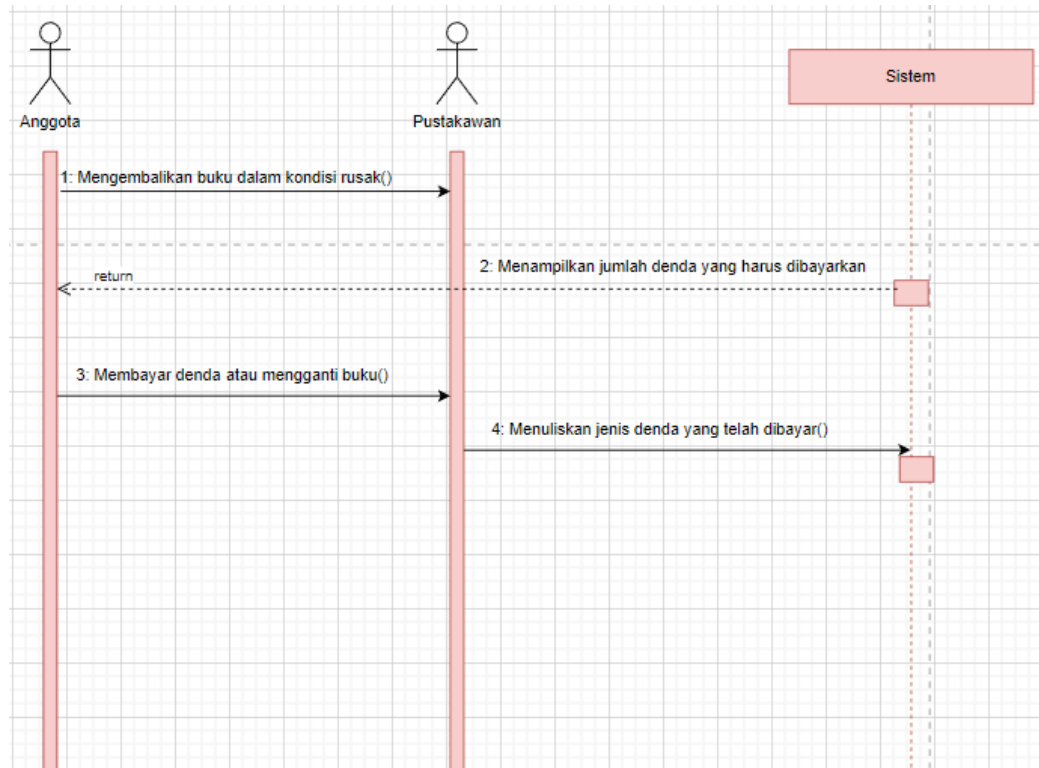 Anggota
Pustakawan
Sistem
1: Mengembalikan buku dalam kondisi rusak()
2: Menampilkan jumlah denda yang harus dibayarkan
return
3: Membayar denda atau mengganti buku()
4: Menuliskan jenis denda yang telah dibayar()